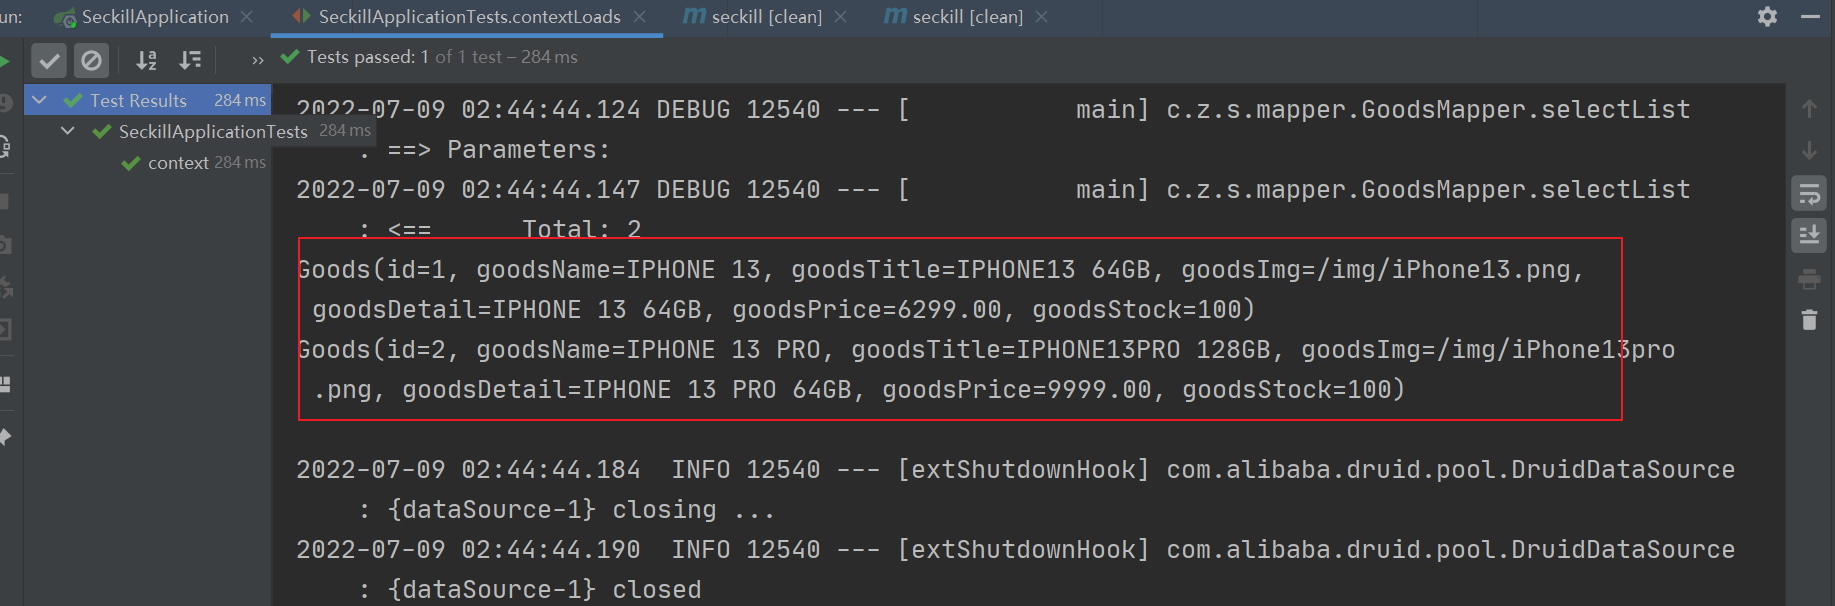 un:
SeckillApplication
SeckillApplicationTests.contextLoads
seckill [clean]
seckill [clean]
Tests passed: 1 of 1 test – 284 ms
Test Results 284 ms
SeckillApplicationTests 284 ms
context 284 ms
2022-07-09 02:44:44.124 DEBUG 12540 --- [           main] c.z.s.mapper.GoodsMapper.selectList
: ==> Parameters:
2022-07-09 02:44:44.147 DEBUG 12540 --- [           main] c.z.s.mapper.GoodsMapper.selectList
: <==      Total: 2
Goods(id=1, goodsName=IPHONE 13, goodsTitle=IPHONE13 64GB, goodsImg=/img/iPhone13.png,
goodsDetail=IPHONE 13 64GB, goodsPrice=6299.00, goodsStock=100)
Goods(id=2, goodsName=IPHONE 13 PRO, goodsTitle=IPHONE13PRO 128GB, goodsImg=/img/iPhone13pro
.png, goodsDetail=IPHONE 13 PRO 64GB, goodsPrice=9999.00, goodsStock=100)
2022-07-09 02:44:44.184  INFO 12540 --- [extShutdownHook] com.alibaba.druid.pool.DruidDataSource
: {dataSource-1} closing ...
2022-07-09 02:44:44.190  INFO 12540 --- [extShutdownHook] com.alibaba.druid.pool.DruidDataSource
: {dataSource-1} closed